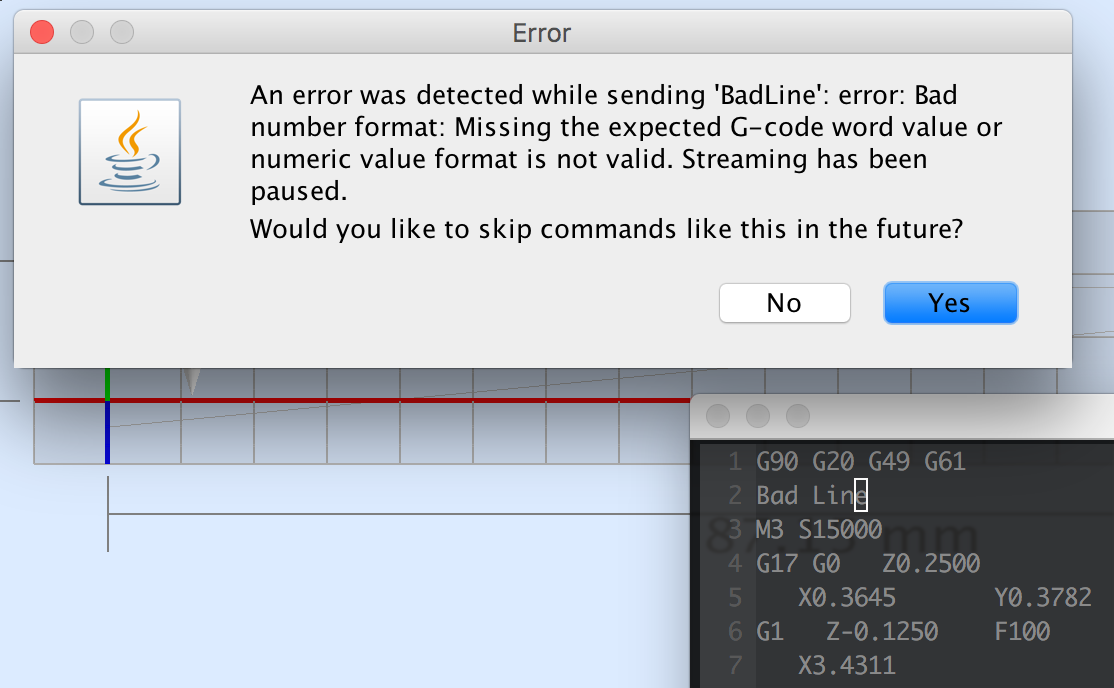 Error
An error was detected while sending 'BadLine': error: Bad
number format: Missing the expected G-code word value or
numeric value format is not valid. Streaming has been
paused.
Would you like to skip commands like this in the future?
No Yes
1 G90 G20 G49 G61
2 Bad Line
3 M3 S15000
4 G17 G0 Z0.2500
5 X0.3645 Y0.3782
6 G1 Z-0.1250 F100
7 X3.4311
mm